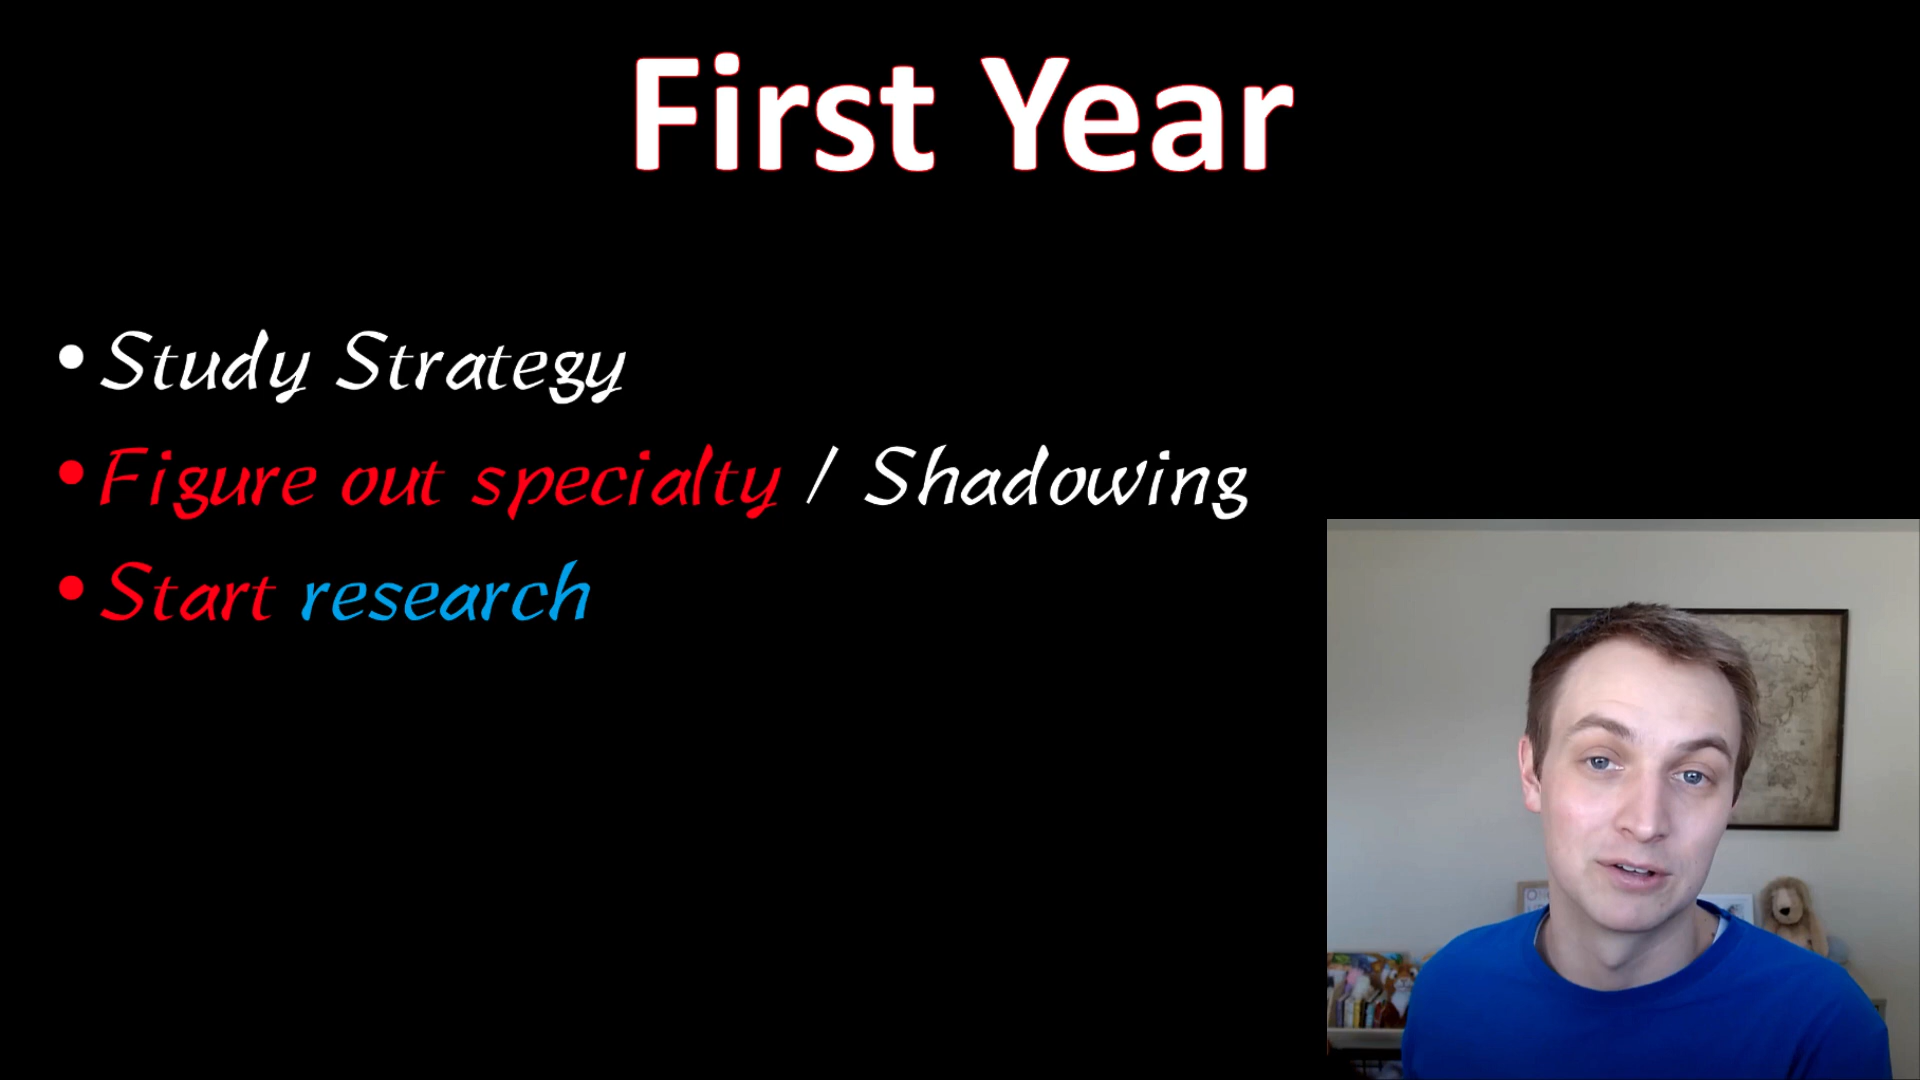 First Year
• Study Strategy
• Figure out specialty / Shadowing
• Start research